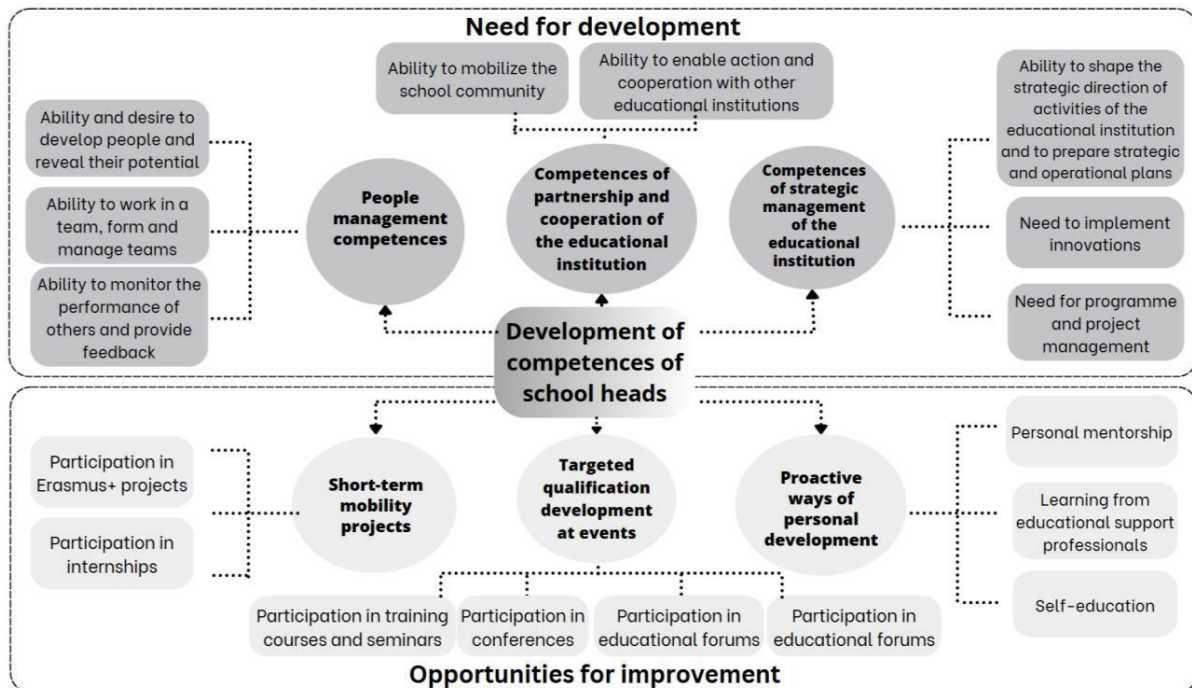 Need for development
Ability to mobilize the
school community
Ability to enable action and
cooperation with other
educational institutions
Ability and desire to
develop people and
reveal their potential
Ability to work in a
team, form and
manage teams
Ability to monitor the
performance of
others and provide
feedback
People
management
competences
Competences of
partnership and
cooperation of
the educational
institution
Competences
of strategic
management
of the
educational
institution
Ability to shape the
strategic direction of
activities of the
educational institution
and to prepare strategic
and operational plans
Need to implement
innovations
Need for programme
and project
management
Development of
competences of
school heads
Participation in
Erasmus+ projects
Participation in
internships
Short-term
mobility
projects
Targeted
qualification
development
at events
Proactive
ways of
personal
development
Personal mentorship
Learning from
educational support
professionals
Self-education
Participation in training
courses and seminars
Participation in
conferences
Participation in
educational forums
Participation in
educational forums
Opportunities for improvement